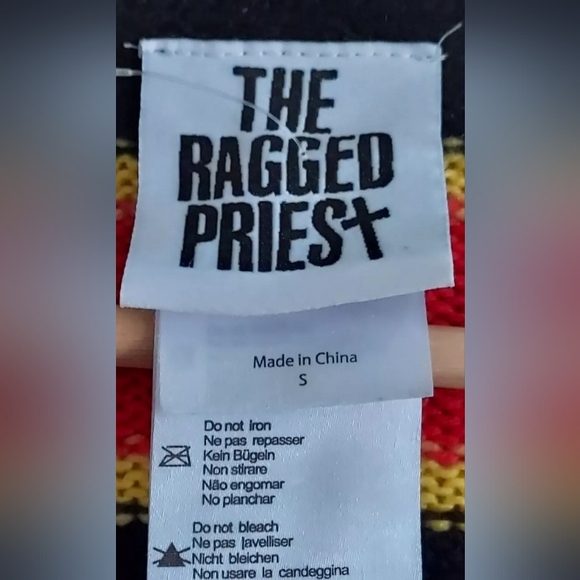 THE
RAGGED
PRIEST
Made in China
S
Do not iron
Ne pas repasser
Kein Bügeln
Non stirare
Não engomar
No planchar
Do not bleach
Ne pas javelliser
Nicht bleichen
Non usare la candeggina